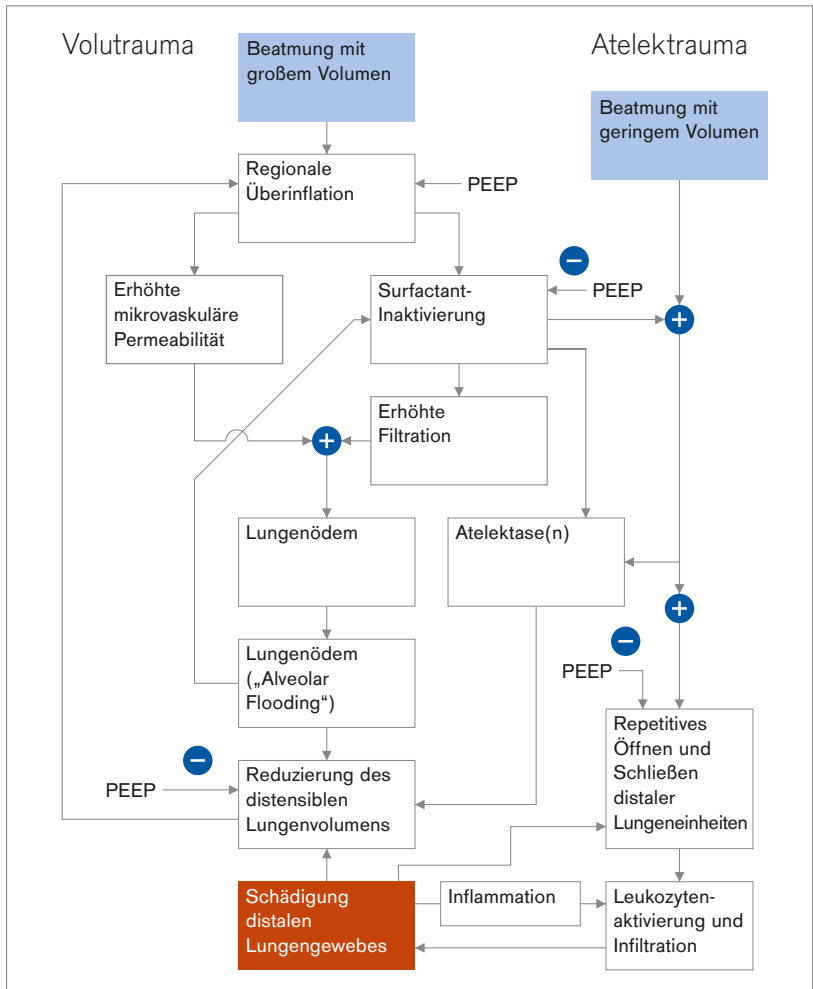 Volutrauma
Beatmung mit
großem Volumen
Atelektrauma
Beatmung mit
geringem Volumen
Regionale
Überinflation
PEEP
Erhöhte
mikrovaskuläre
Permeabilität
Surfactant-
Inaktivierung
−
PEEP
+
Erhöhte
Filtration
+
Lungenödem
Atelektase(n)
+
Lungenödem
(„Alveolar
Flooding“)
−
PEEP
Repetitives
Öffnen und
Schließen
distaler
Lungeneinheiten
−
PEEP
Reduzierung des
distensiblen
Lungenvolumens
Schädigung
distalen
Lungengewebes
Inflammation
Leukozyten-
aktivierung und
Infiltration